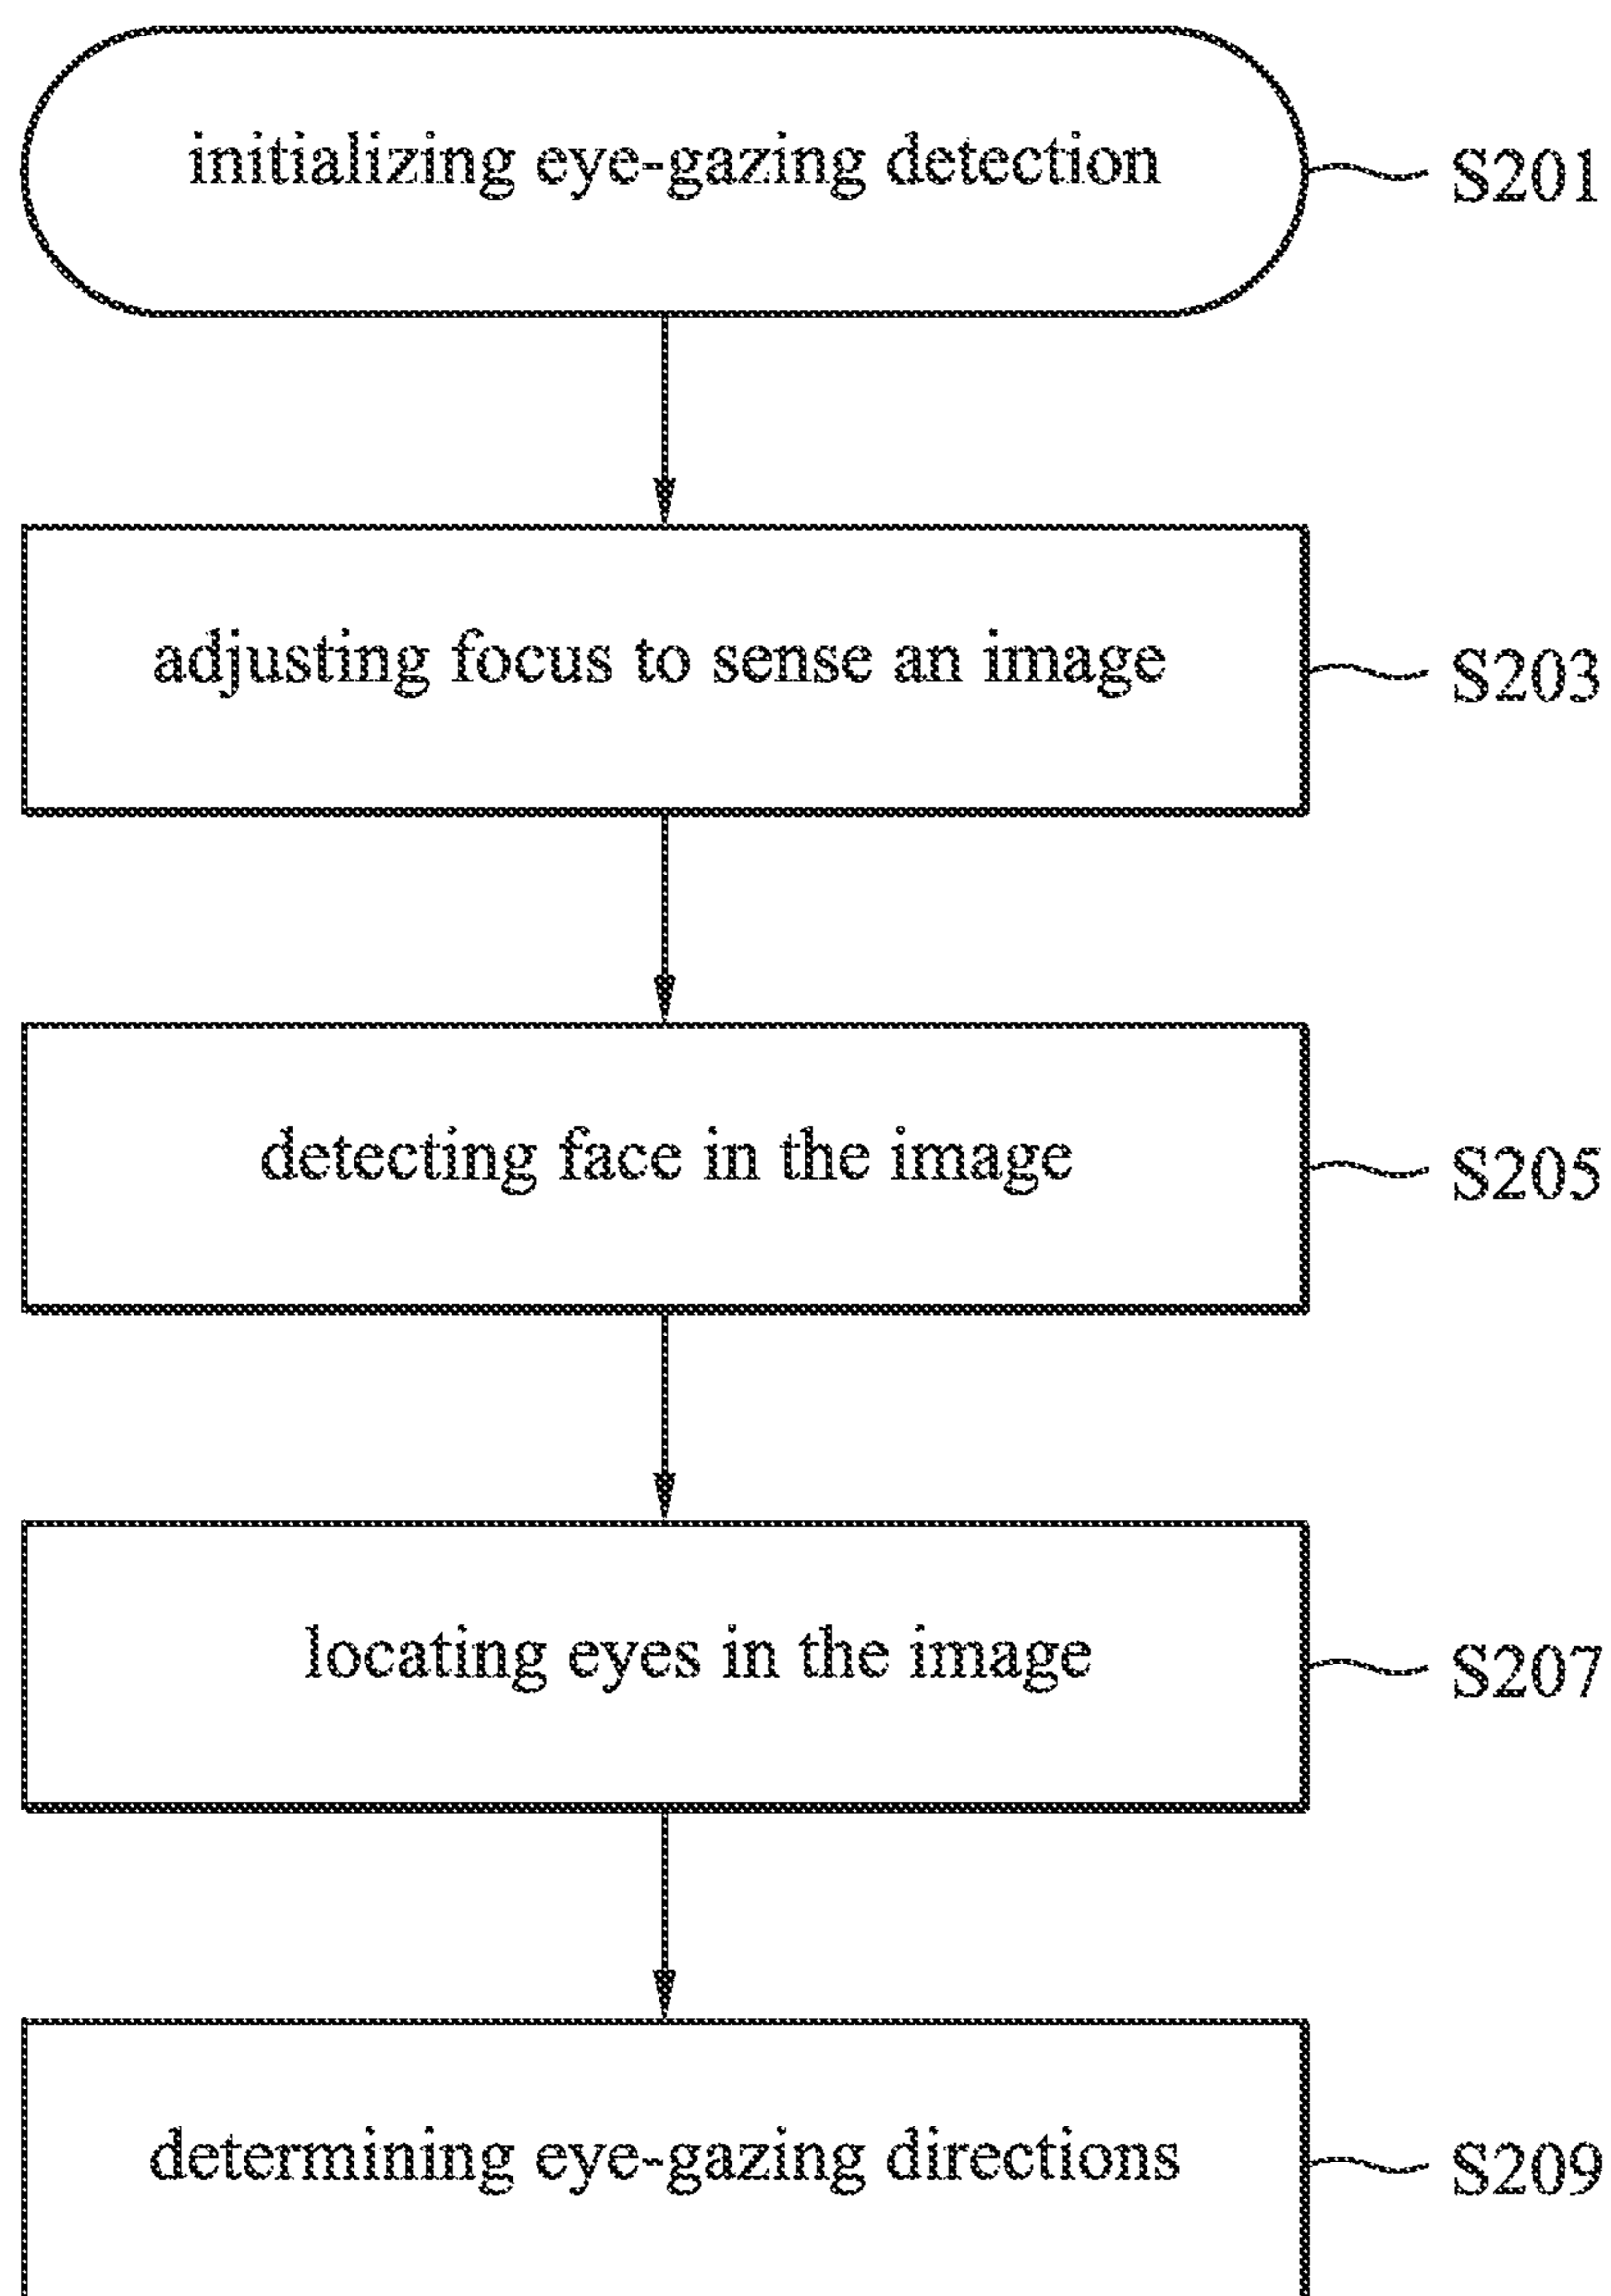 initializing eye-gazing detection S201
adjusting focus to sense an image S203
detecting face in the image S205
locating eyes in the image S207
determining eye-gazing directions S209